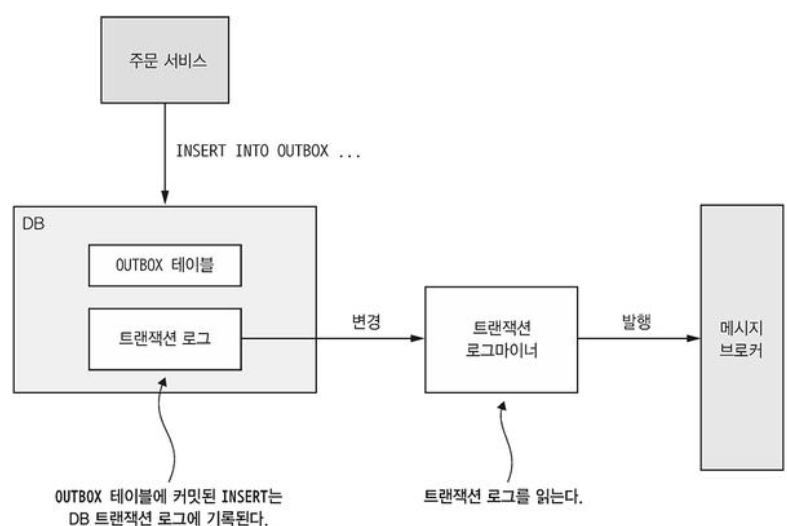 주문 서비스
INSERT INTO OUTBOX ...
DB
OUTBOX 테이블
트랜잭션 로그
변경
트랜잭션
로그마이너
발행
메시지
브로커
OUTBOX 테이블에 커밋된 INSERT는
DB 트랜잭션 로그에 기록된다.
트랜잭션 로그를 읽는다.